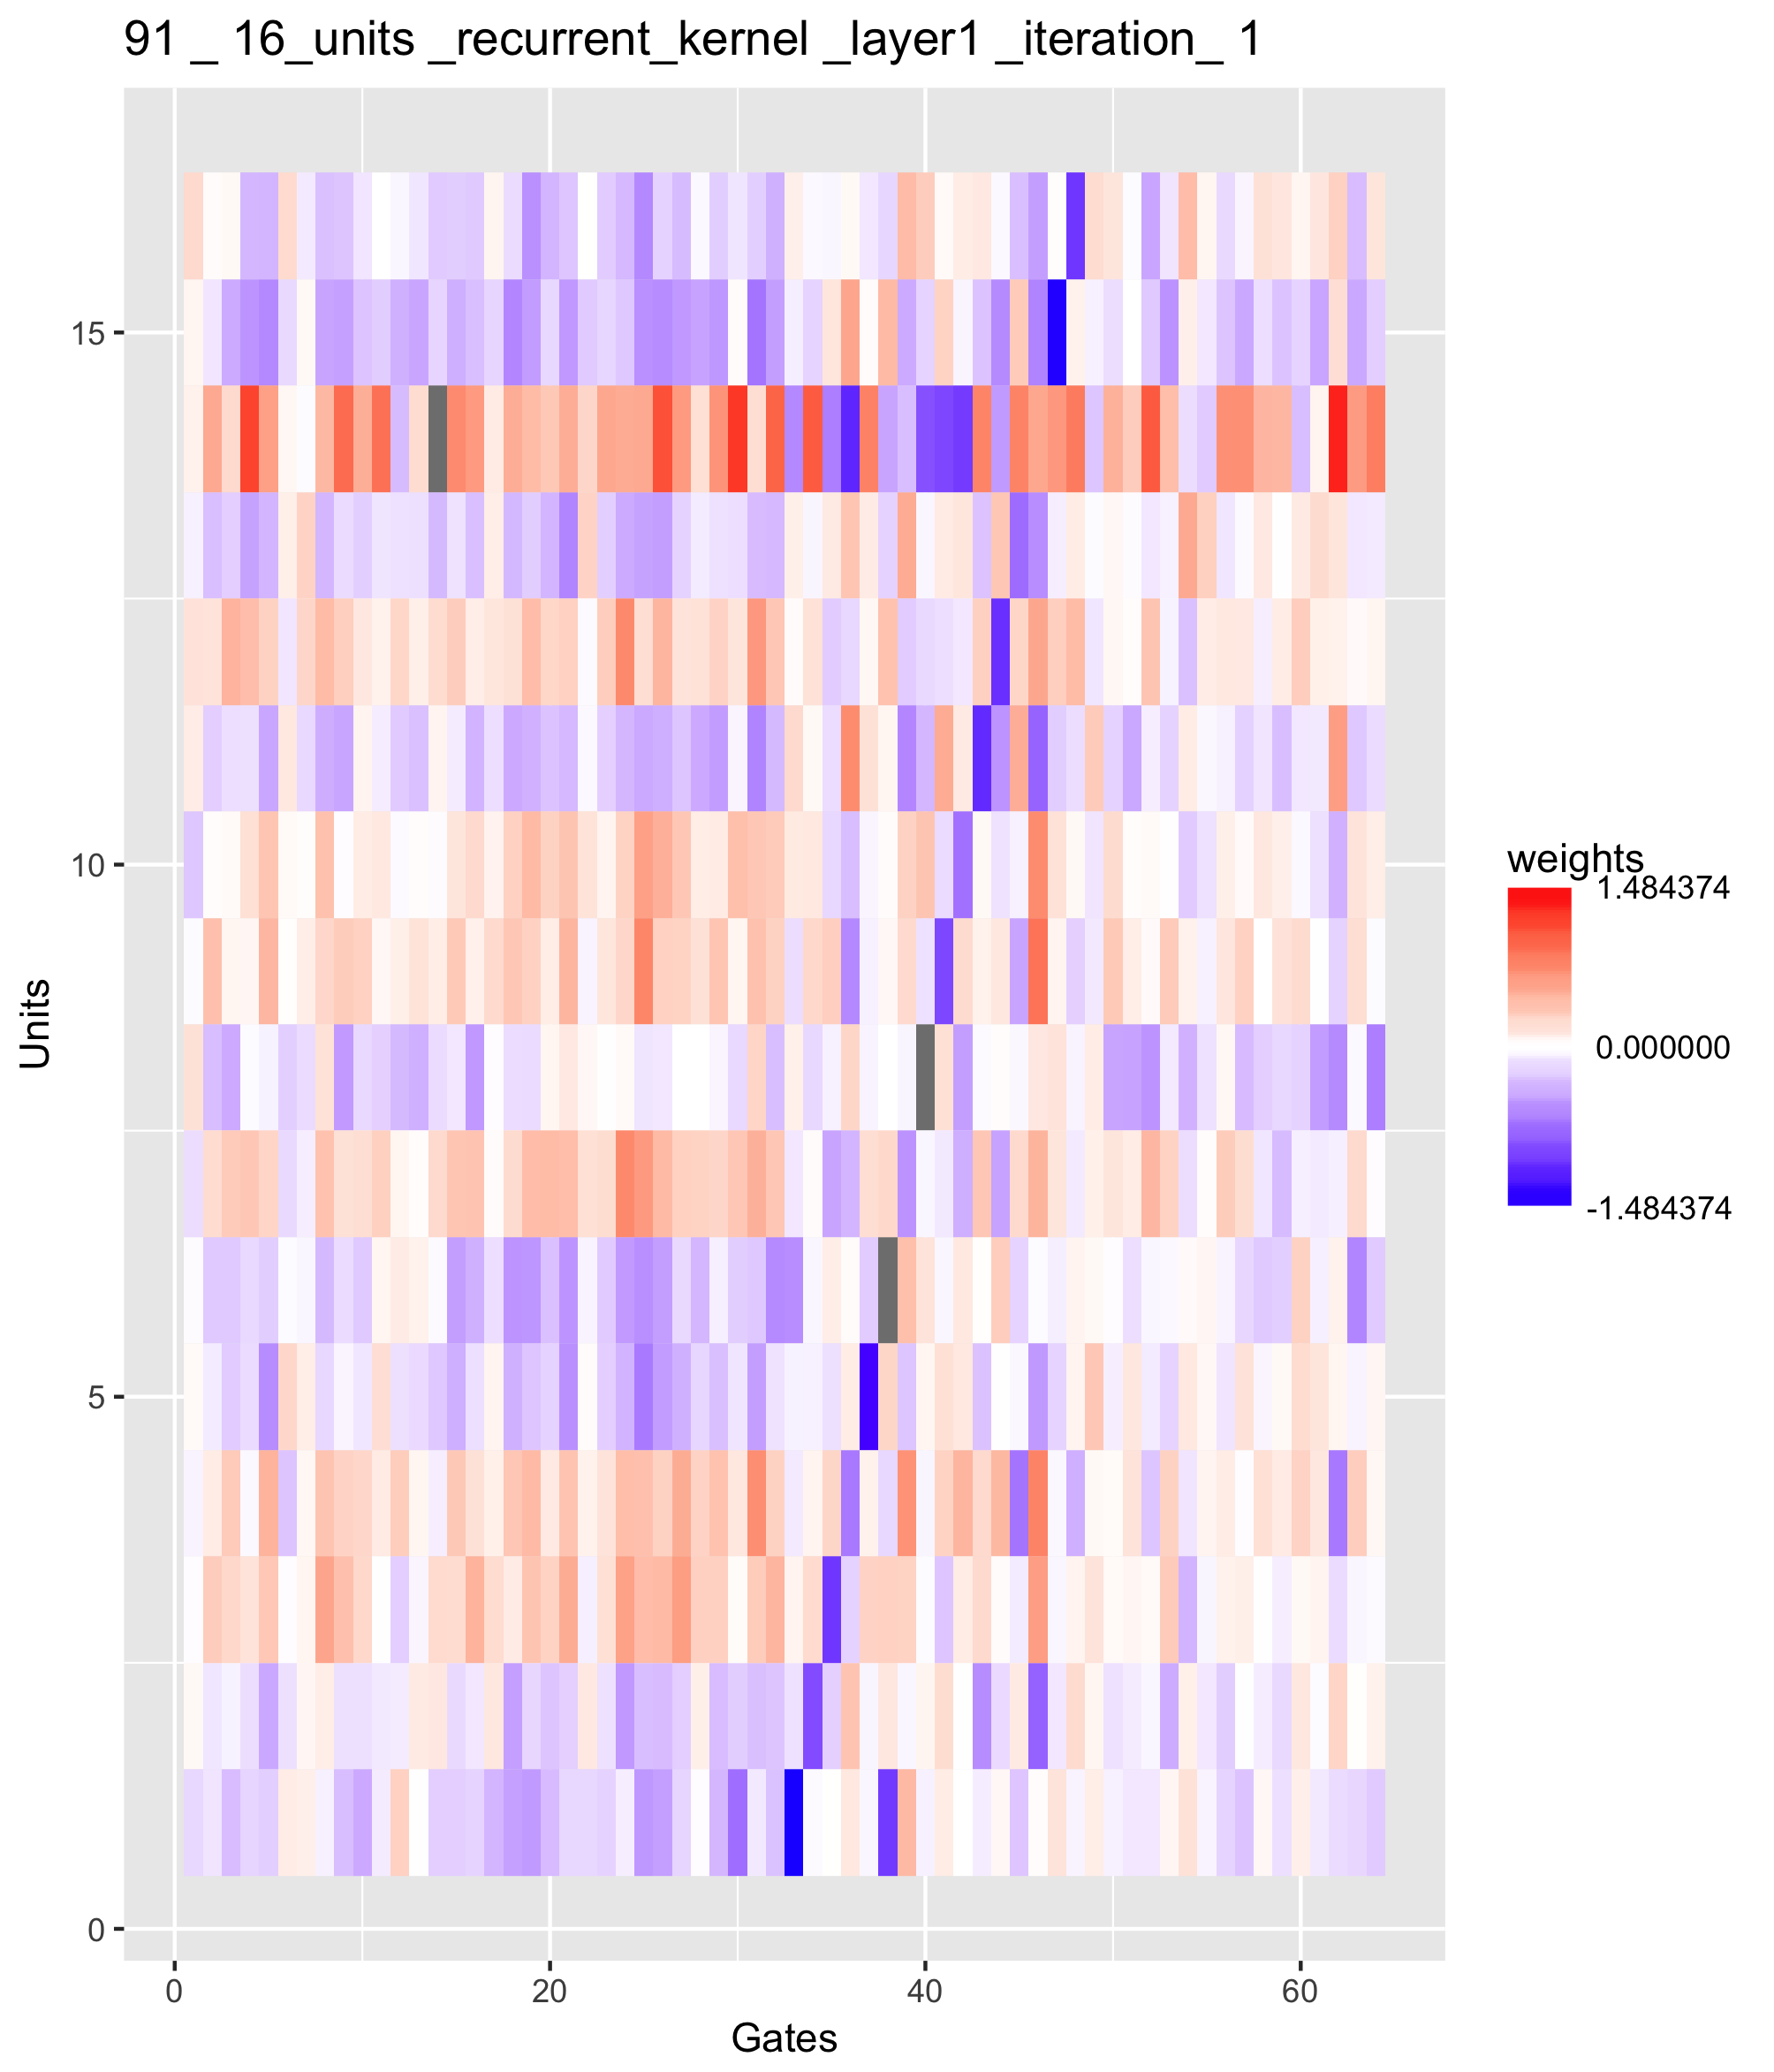 91 _ 16_units _recurrent_kernel _layer1 _iteration_ 1
15
10
5
0
Units
0 20 40 60
Gates
weights
1.484374
0.000000
-1.484374